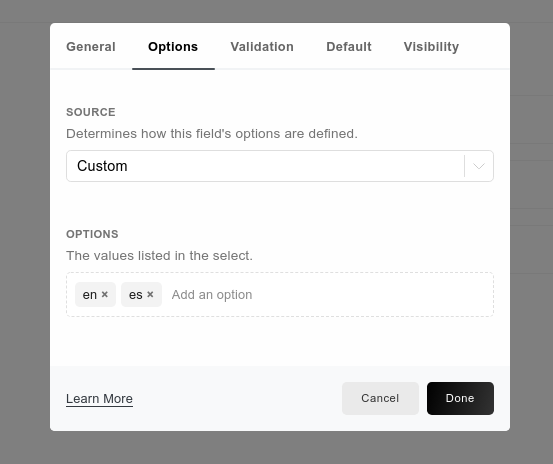 General Options Validation Default Visibility
SOURCE
Determines how this field's options are defined.
Custom
OPTIONS
The values listed in the select.
en × es × Add an option
Learn More Cancel Done